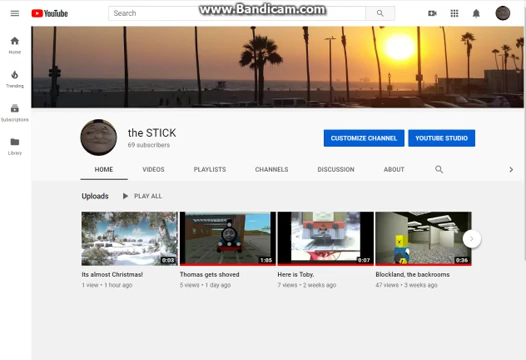 www.Bandicam.com
YouTube
Search
Home
Trending
Subscriptions
Library
the STICK
69 subscribers
CUSTOMIZE CHANNEL
YOUTUBE STUDIO
HOME VIDEOS PLAYLISTS CHANNELS DISCUSSION ABOUT
Uploads PLAY ALL
0:03 1:05 0:07 0:36
Its almost Christmas! Thomas gets shoved Here is Toby. Blockland, the backrooms
1 view • 1 hour ago 5 views • 1 day ago 7 views • 2 weeks ago 47 views • 3 weeks ago